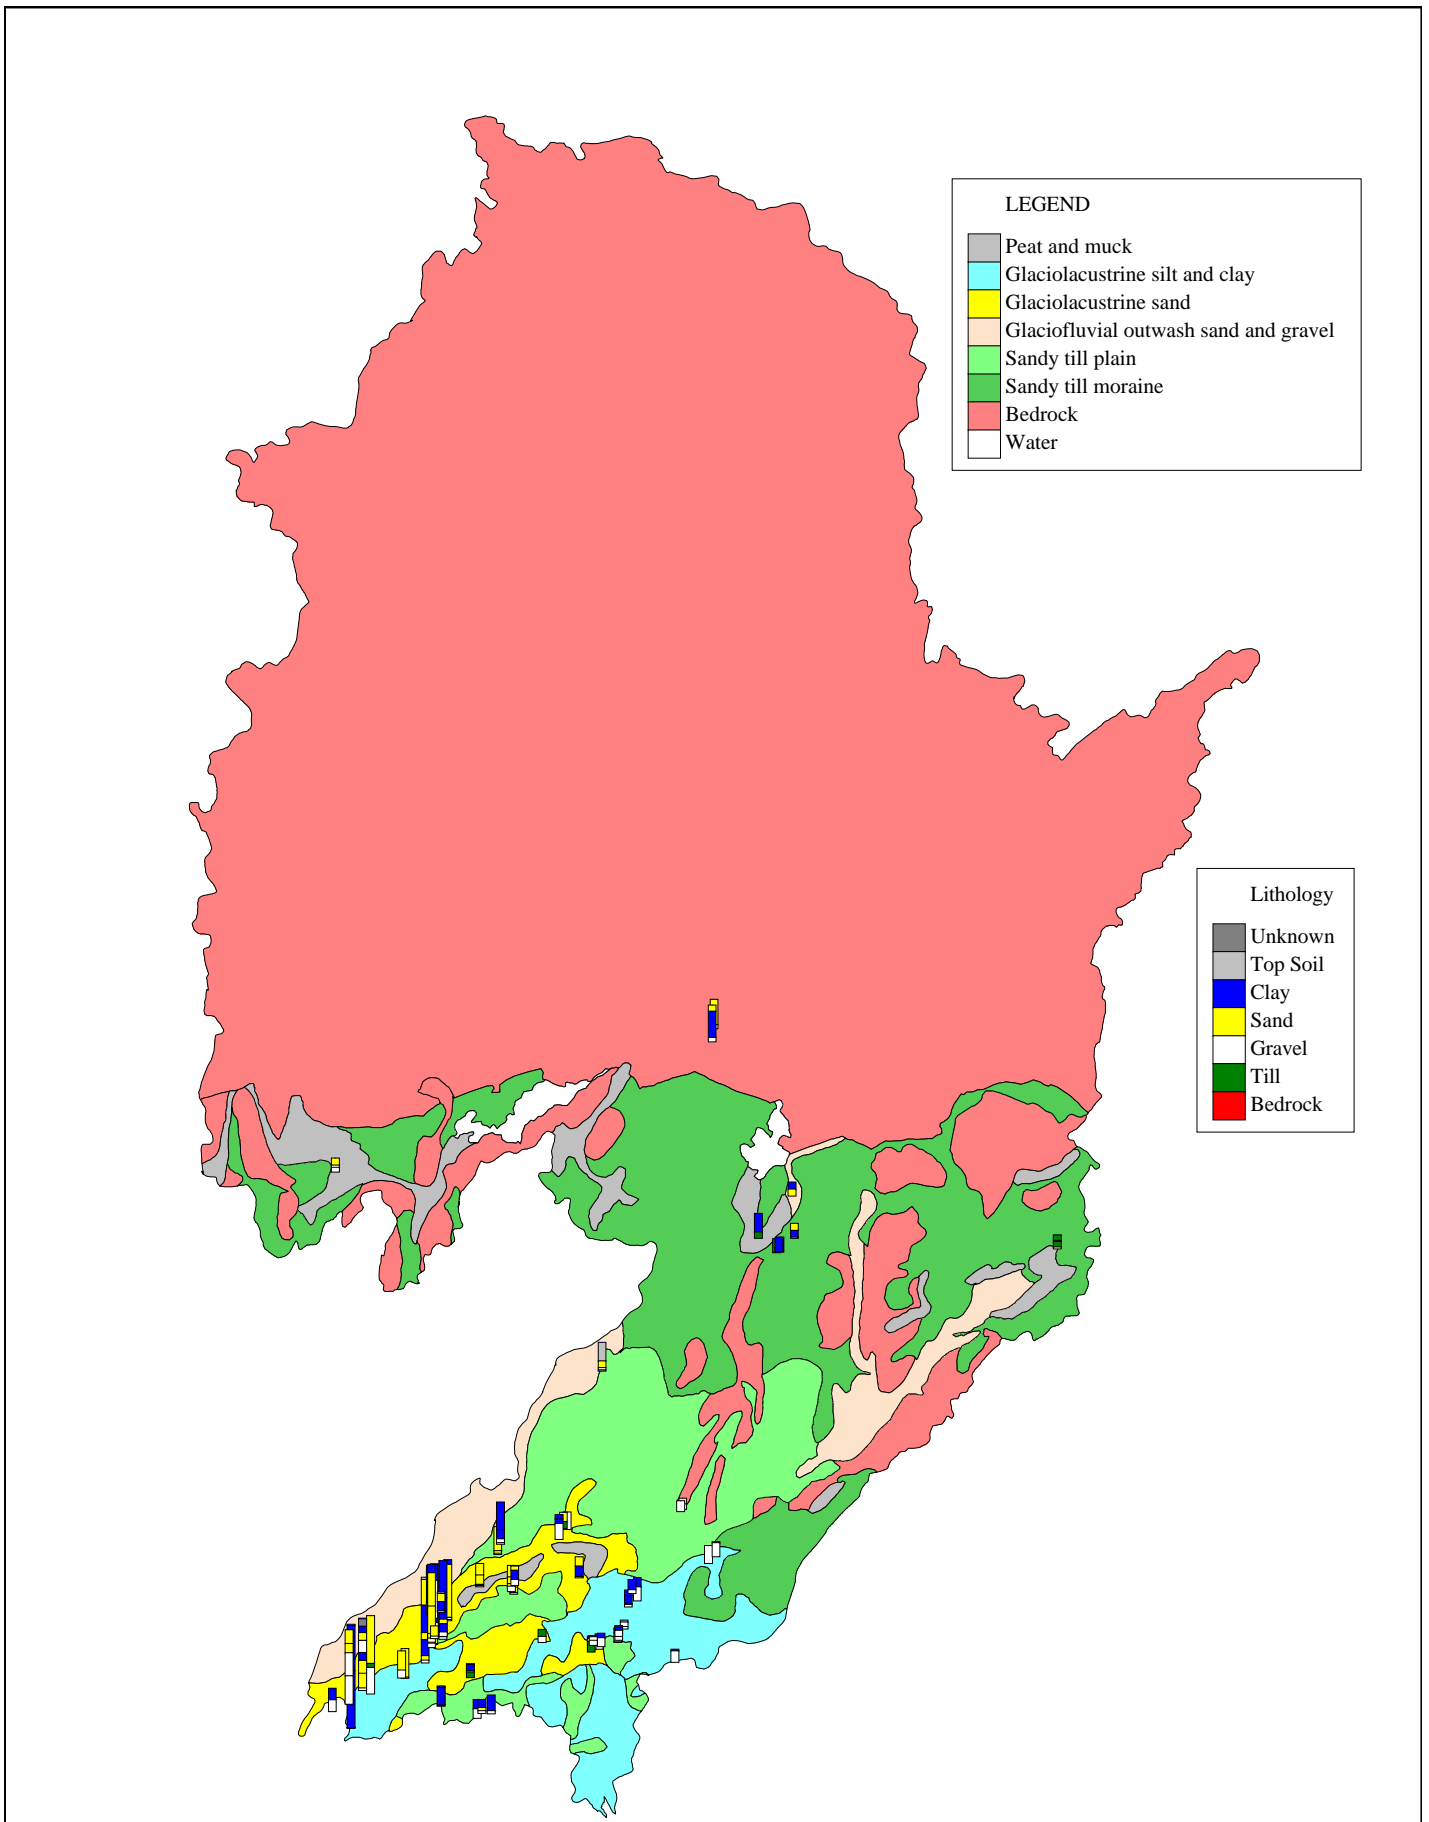 LEGEND
Peat and muck
Glaciolacustrine silt and clay
Glaciolacustrine sand
Glaciofluvial outwash sand and gravel
Sandy till plain
Sandy till moraine
Bedrock
Water
Lithology
Unknown
Top Soil
Clay
Sand
Gravel
Till
Bedrock